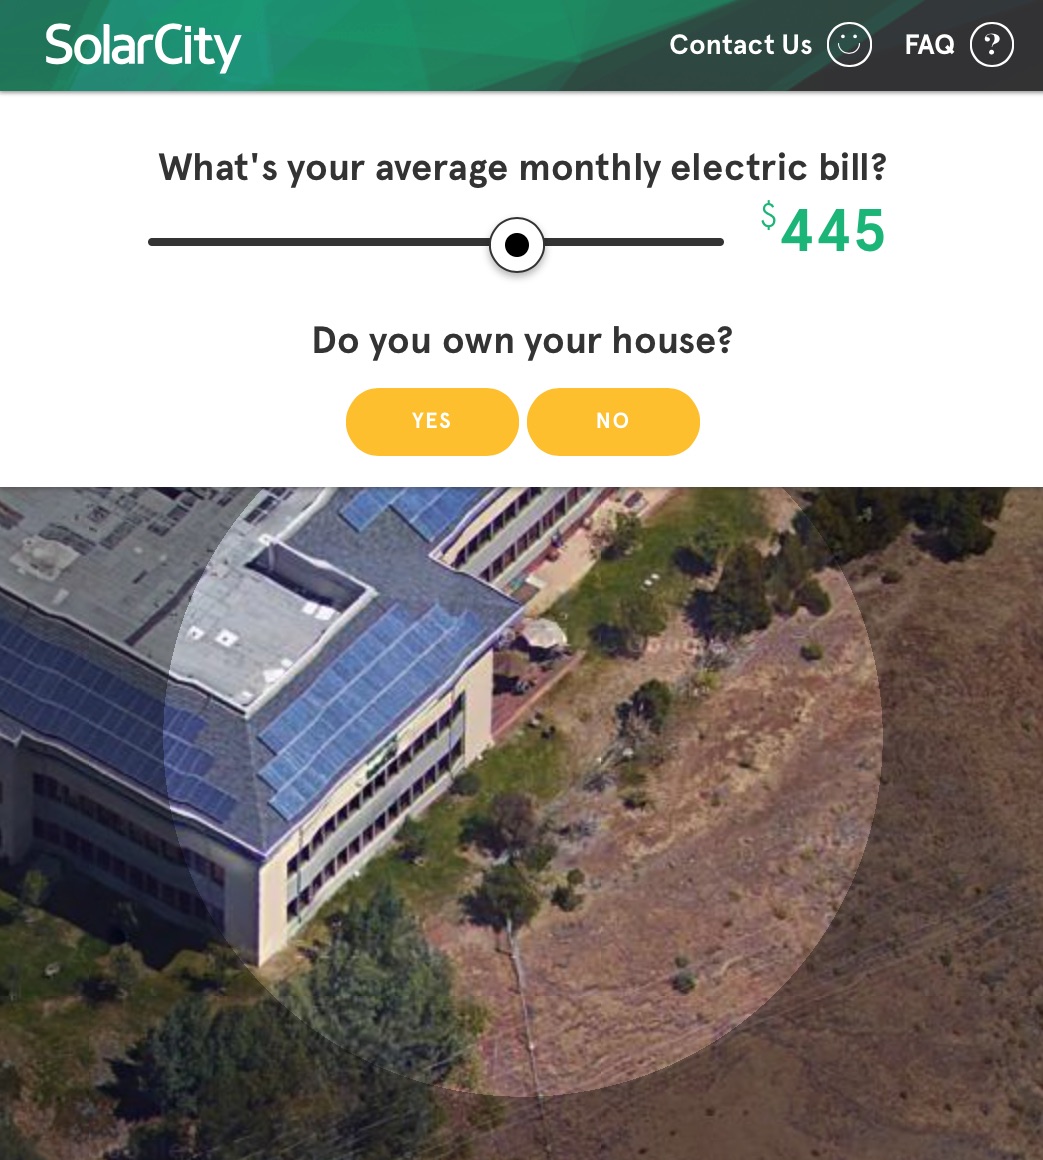 SolarCity
Contact Us
FAQ ?
What's your average monthly electric bill?
$445
Do you own your house?
YES
NO